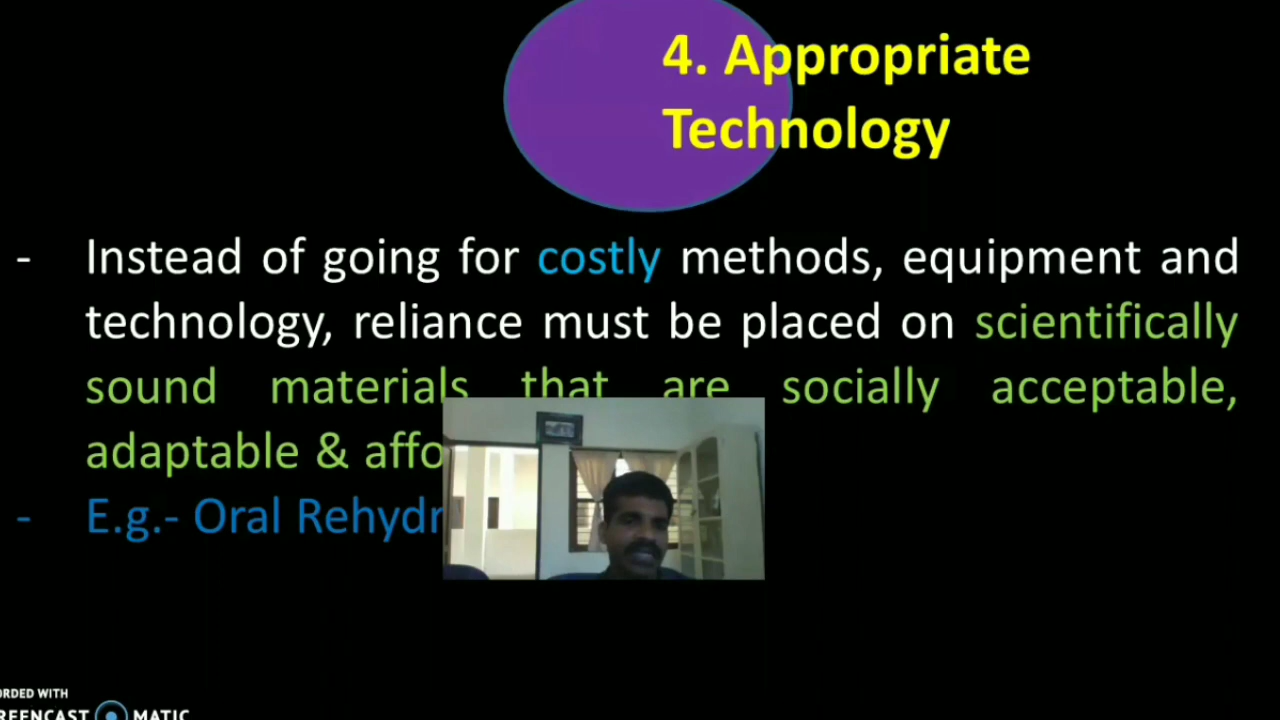 4. Appropriate
Technology
- Instead of going for costly methods, equipment and
technology, reliance must be placed on scientifically
sound materials that are socially acceptable,
adaptable & affo
- E.g.- Oral Rehydr
ORDED WITH
REENCAST MATIC